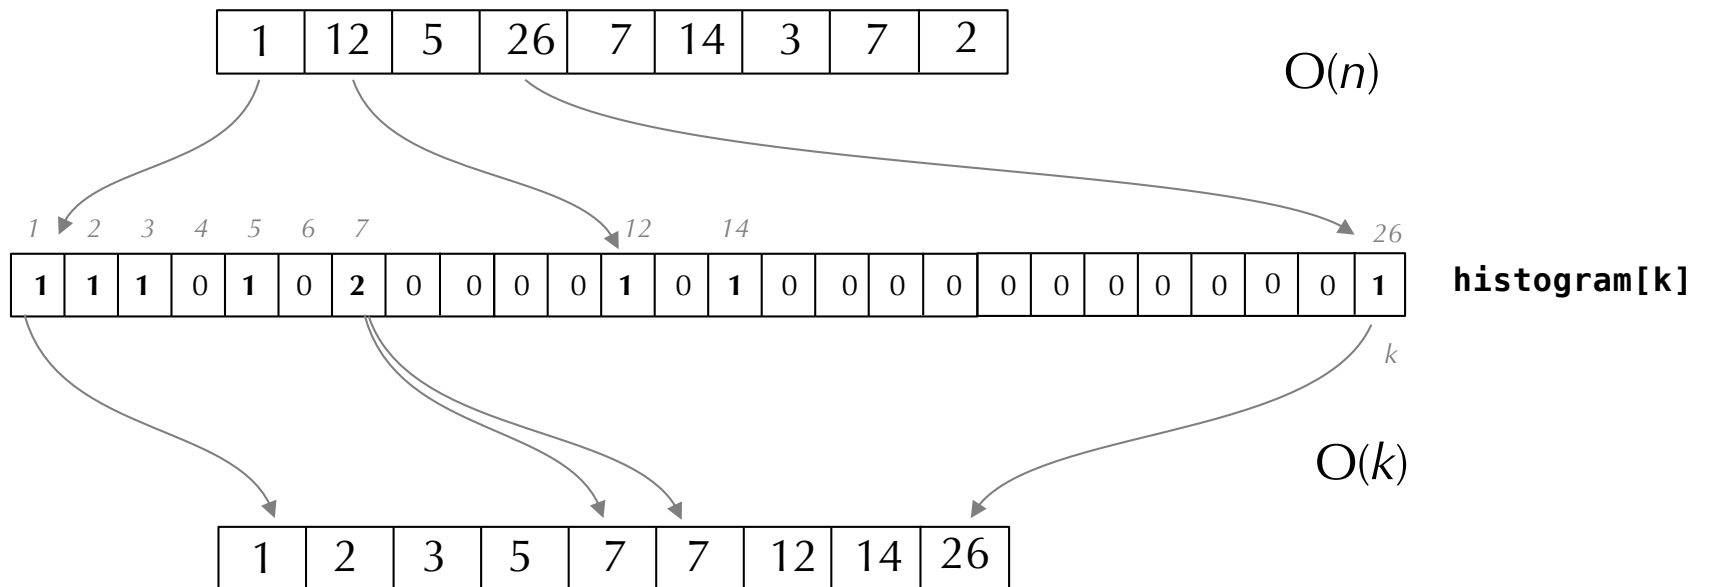 1 12 5 26 7 14 3 7 2
O(n)
1 2 3 4 5 6 7 12 14 26
1 1 1 0 1 0 2 0 0 0 0 1 0 1 0 0 0 0 0 0 0 0 0 0 0 1
histogram[k]
k
O(k)
1 2 3 5 7 7 12 14 26